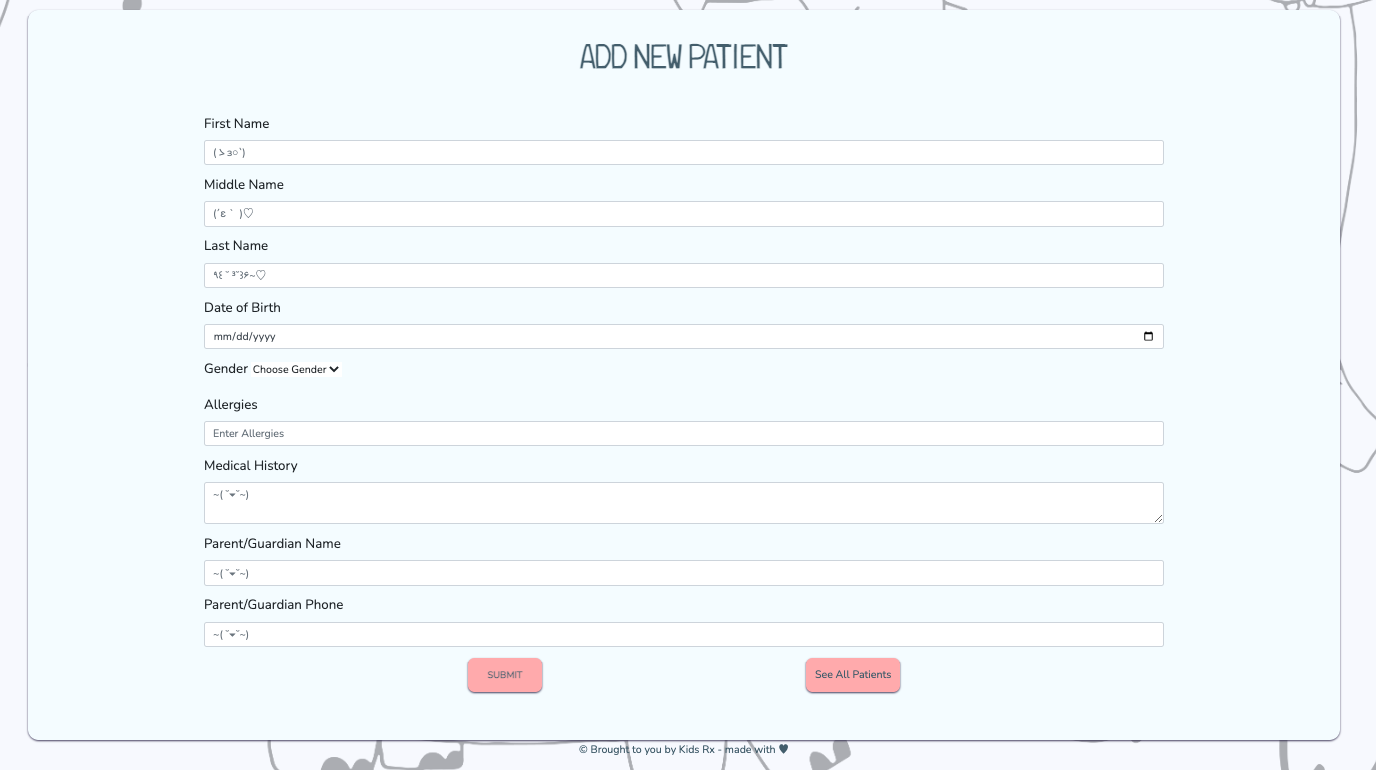 ADD NEW PATIENT
First Name
(ゝз○`)
Middle Name
(´ε｀ )♡
Last Name
٩꒰˘ ³˘꒱۶~♡
Date of Birth
mm/dd/yyyy
Gender Choose Gender
Allergies
Enter Allergies
Medical History
~(˘▾˘~)
Parent/Guardian Name
~(˘▾˘~)
Parent/Guardian Phone
~(˘▾˘~)
SUBMIT See All Patients
© Brought to you by Kids Rx - made with ♥